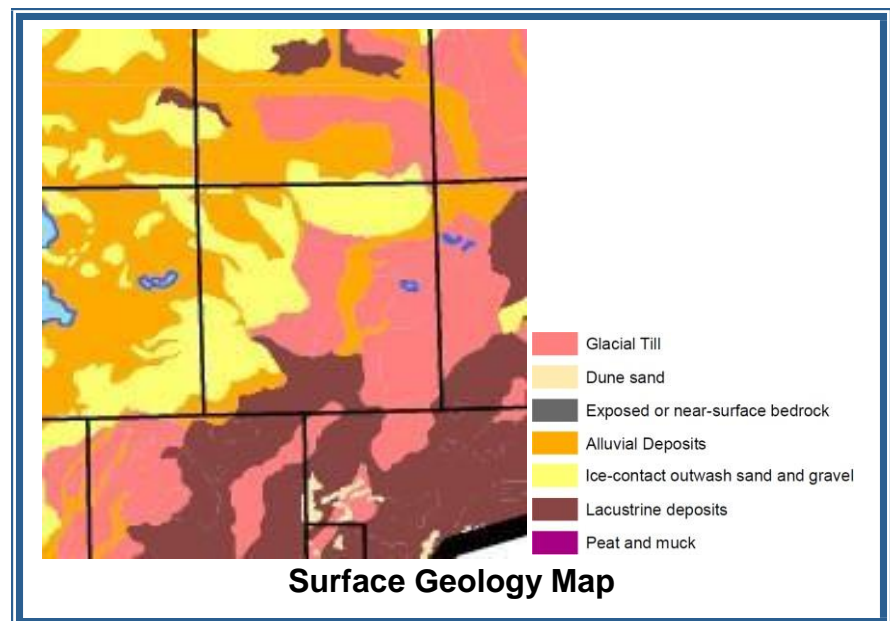 Glacial Till
Dune sand
Exposed or near-surface bedrock
Alluvial Deposits
Ice-contact outwash sand and gravel
Lacustrine deposits
Peat and muck
Surface Geology Map